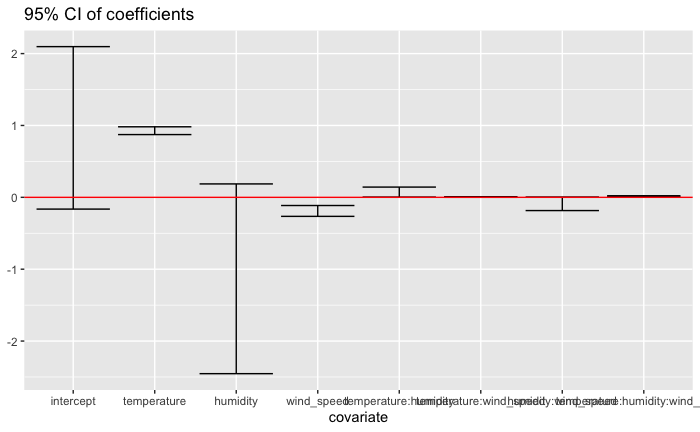 95% CI of coefficients
2
1
0
-1
-2
intercept temperature humidity wind_speed temperature:humidity temperature:wind_speed humidity:wind_speed temperature:humidity:wind_
covariate